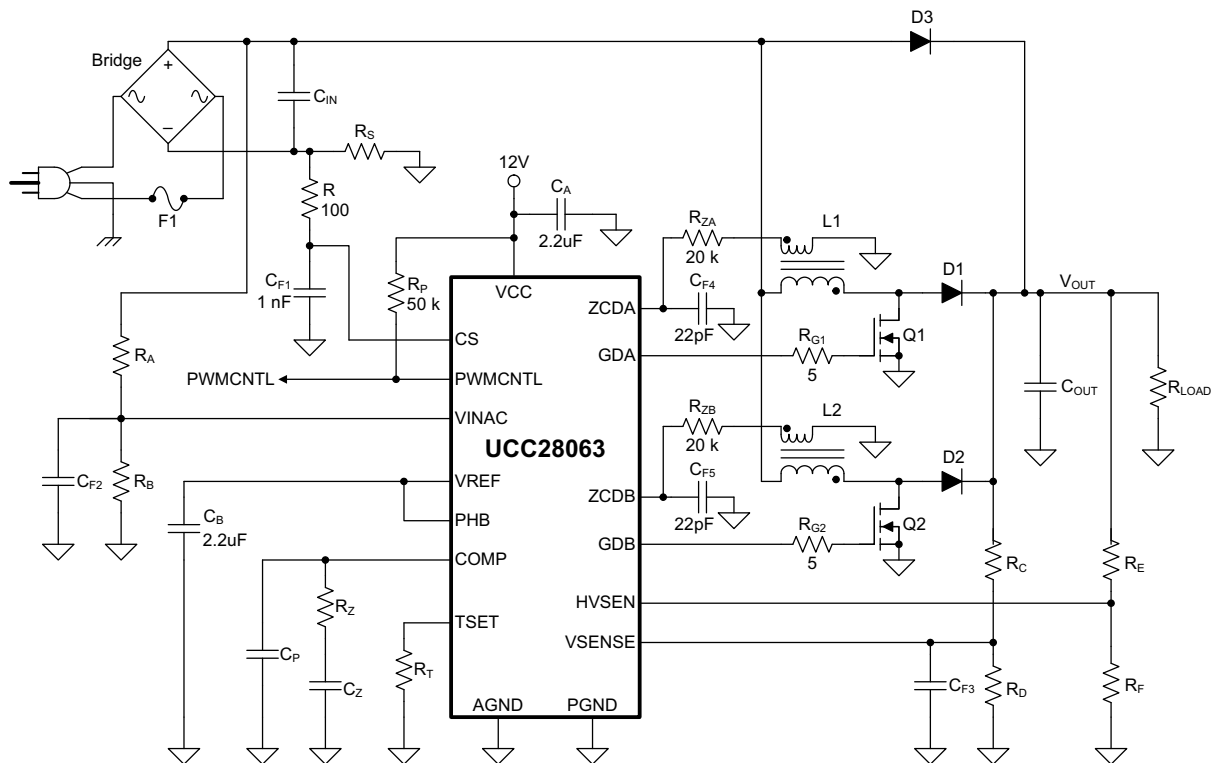 D3
Bridge
+
−
CIN
RS
F1
R
100
12V
CA
2.2uF
CF1
1 nF
RP
50 k
RZA
20 k
L1
CF4
22pF
D1
VOUT
VCC
ZCDA
CS
GDA
RG1
5
Q1
RA
PWMCNTL
PWMCNTL
COUT
RLOAD
VINAC
RZB
20 k
L2
UCC28063
D2
CF2
RB
VREF
ZCDB
CF5
22pF
CB
2.2uF
PHB
GDB
RG2
5
Q2
COMP
RC
RE
RZ
HVSEN
TSET
VSENSE
CP
CZ
RT
CF3
RD
RF
AGND
PGND